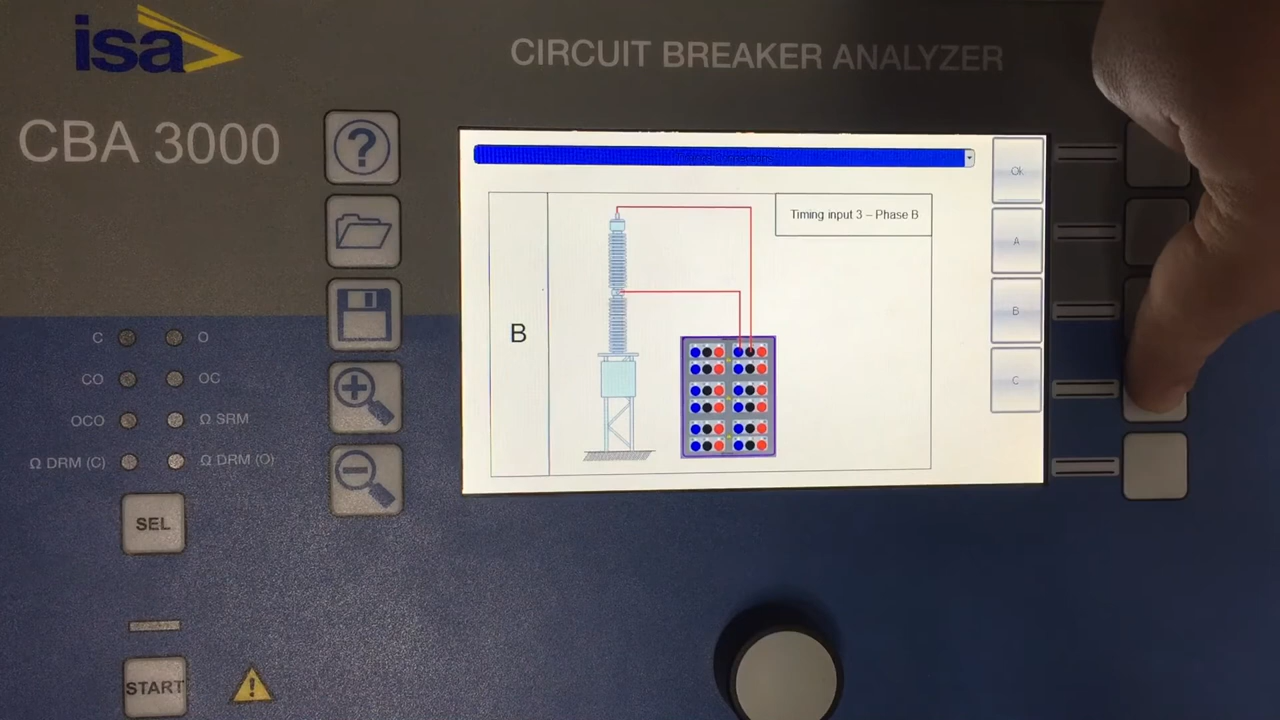 isa
CIRCUIT BREAKER ANALYZER
CBA 3000
?
Ok
Timing input 3 – Phase B
A
B
B
C
C
O
CO
OC
OCO
Ω SRM
Ω DRM (C)
Ω DRM (O)
SEL
START